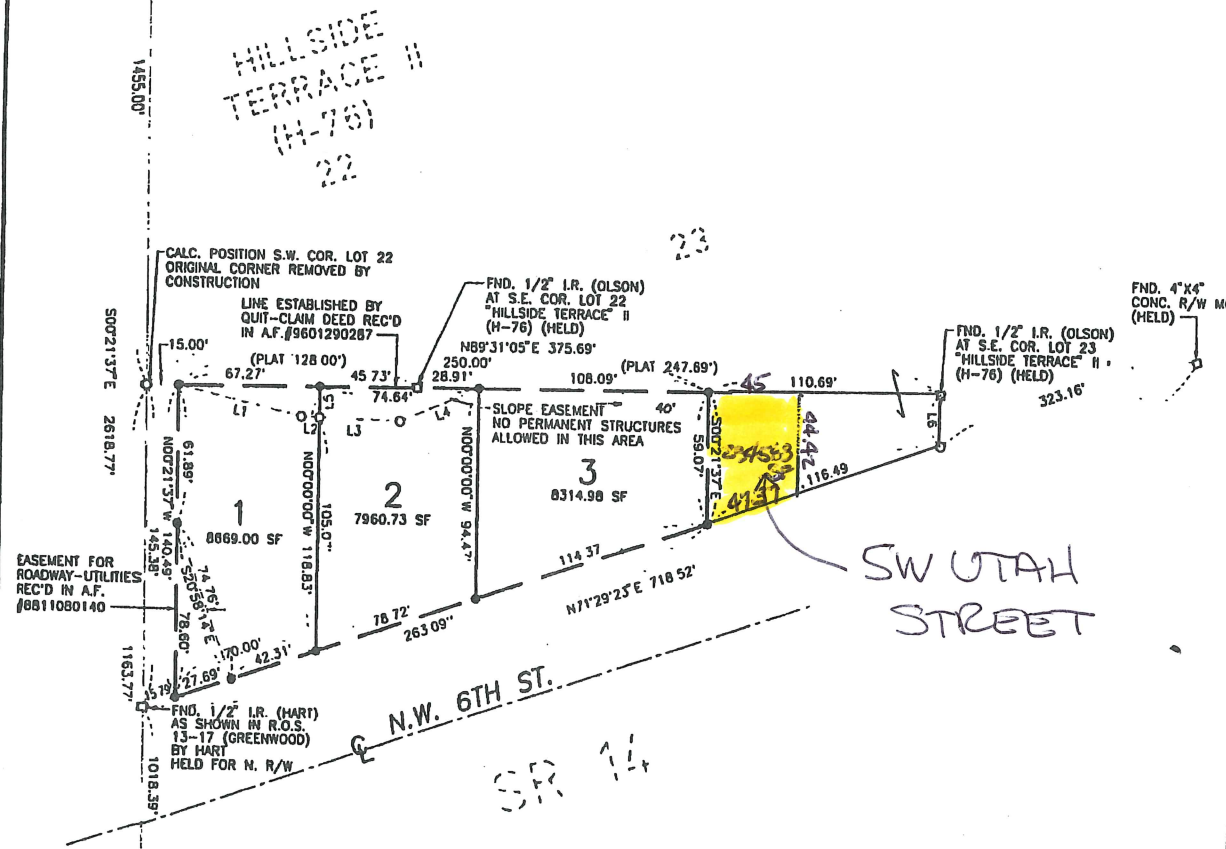 HILLSIDE
TERRACE II
(H-76)
22
1455.00'
23
CALC. POSITION S.W. COR. LOT 22
ORIGINAL CORNER REMOVED BY
CONSTRUCTION
LINE ESTABLISHED BY
QUIT-CLAIM DEED REC'D
IN A.F.#9601290287
FND. 1/2" I.R. (OLSON)
AT S.E. COR. LOT 22
"HILLSIDE TERRACE" II
(H-76) (HELD)
FND. 4"X4"
CONC. R/W M
(HELD)
FND. 1/2" I.R. (OLSON)
AT S.E. COR. LOT 23
"HILLSIDE TERRACE" II
(H-76) (HELD)
323.16'
S00°21'37"E 2618.77'
15.00'
(PLAT 128 00')
67.27'
45 73'
74.64'
N89°31'05"E 375.69'
250.00'
28.91'
108.09'
(PLAT 247.69')
45
110.69'
L1
L2
L3
L4
L5
L6
SLOPE EASEMENT
NO PERMANENT STRUCTURES
ALLOWED IN THIS AREA
40'
61.89'
N00°21'37"W 140.49'
145.38'
78.60'
74 76'
S20°58'14"E
1
8669.00 SF
N00°00'00"W 118.83'
105.0"
2
7960.73 SF
N00°00'00"W 94.47'
3
8314.98 SF
59.07'
S00°21'37"E
44.42
SF
116.49
EASEMENT FOR
ROADWAY-UTILITIES
REC'D IN A.F.
#8811080140
114 37
N71°29'23"E 718 52'
78 72'
263 09"
70.00'
42.31'
27.69'
5 79'
1163.77'
1018.39'
FND. 1/2" I.R. (HART)
AS SHOWN IN R.O.S.
13-17 (GREENWOOD)
BY HART
HELD FOR N. R/W
CL N.W. 6TH ST.
SR 14
SW UTAH
STREET